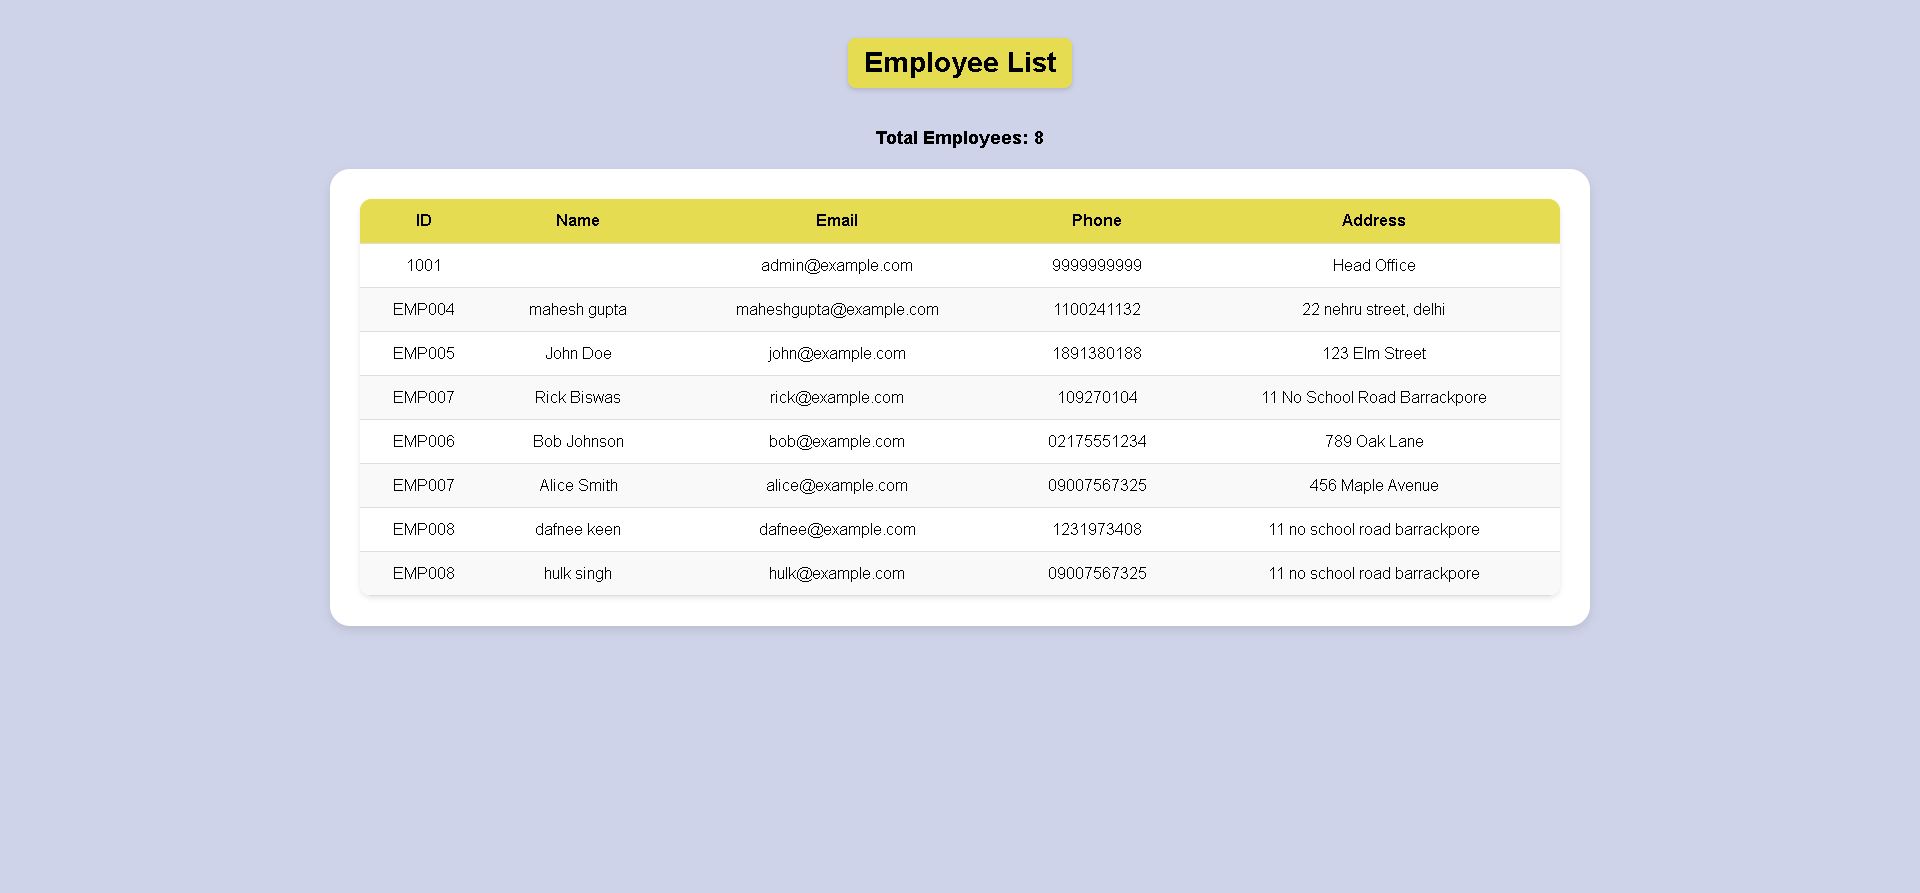 Employee List
Total Employees: 8
ID Name Email Phone Address
1001 admin@example.com 9999999999 Head Office
EMP004 mahesh gupta maheshgupta@example.com 1100241132 22 nehru street, delhi
EMP005 John Doe john@example.com 1891380188 123 Elm Street
EMP007 Rick Biswas rick@example.com 109270104 11 No School Road Barrackpore
EMP006 Bob Johnson bob@example.com 02175551234 789 Oak Lane
EMP007 Alice Smith alice@example.com 09007567325 456 Maple Avenue
EMP008 dafnee keen dafnee@example.com 1231973408 11 no school road barrackpore
EMP008 hulk singh hulk@example.com 09007567325 11 no school road barrackpore